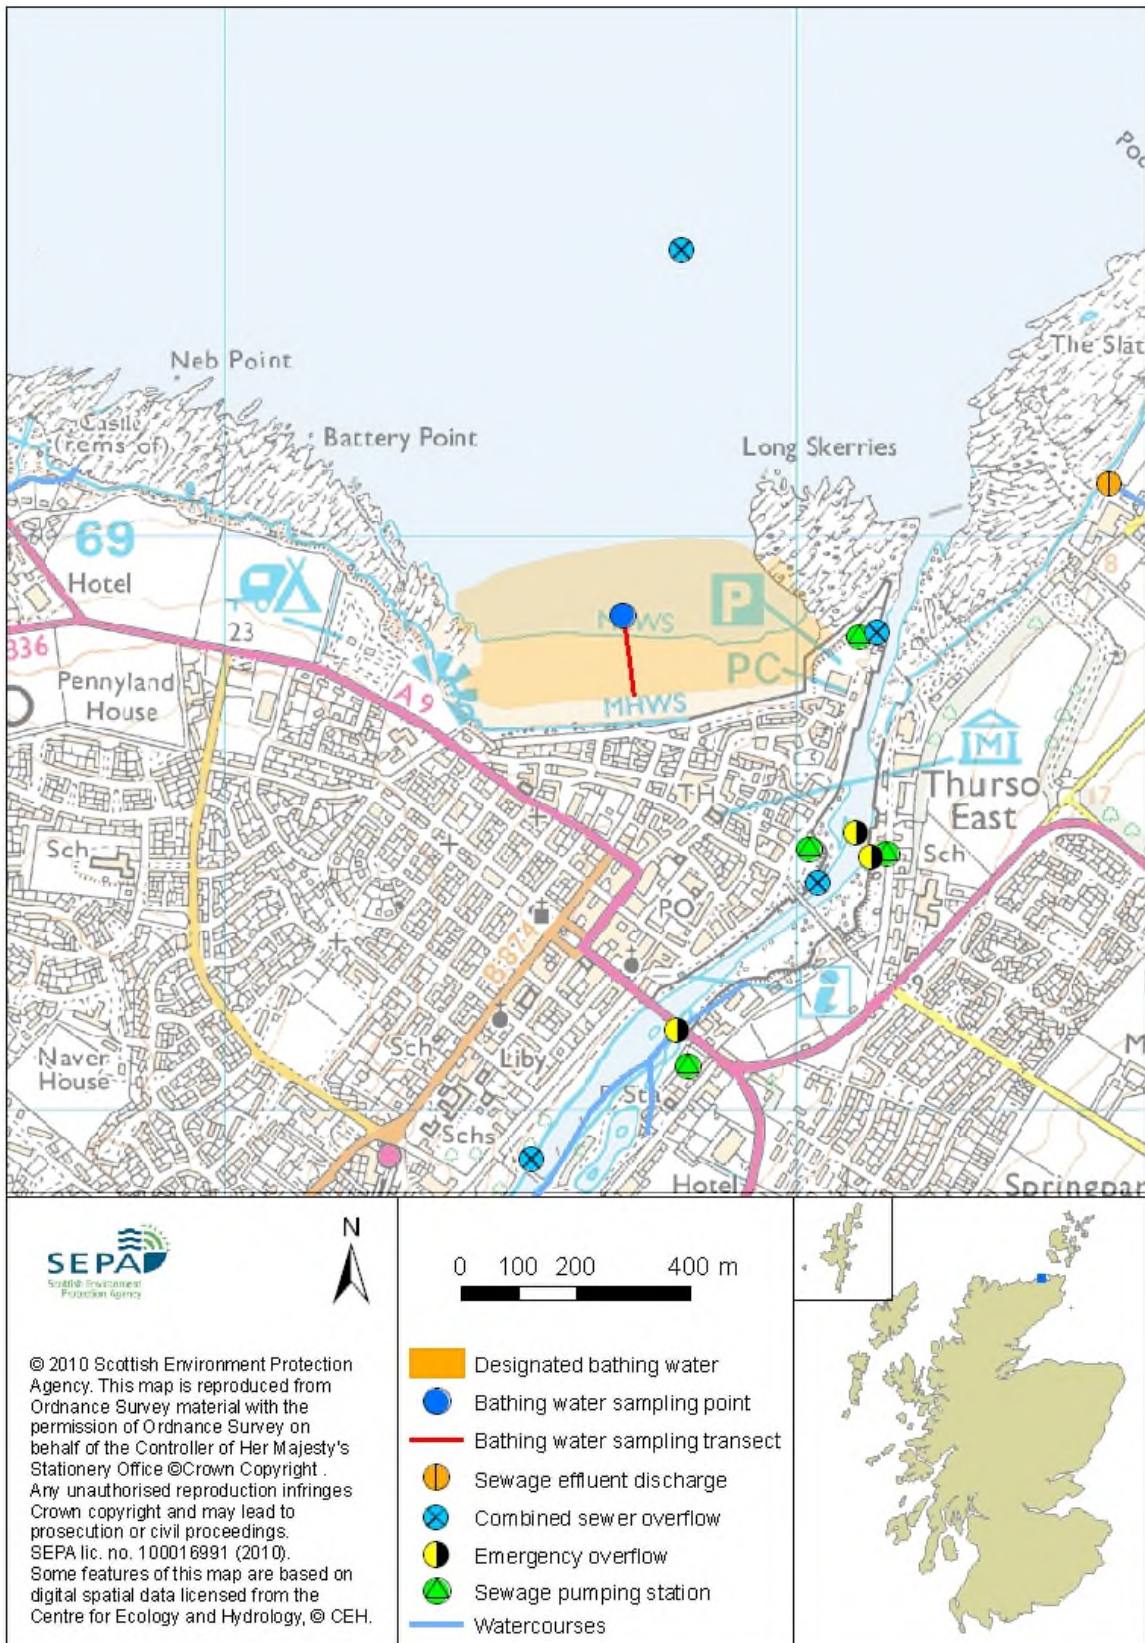 Neb Point
Castle
(rems of)
Battery Point
Long Skerries
The Slat
69
Hotel
23
P
MHWS
8
PC
A 9
Pennyland
House
M
TH
Thurso
East
17
Sch
Sch
PO
B 874
i
Naver
House
Sch
Liby
Schs
Hotel
M
SEPA
Scottish Environment
Protection Agency
N
0 100 200 400 m
© 2010 Scottish Environment Protection
Agency. This map is reproduced from
Ordnance Survey material with the
permission of Ordnance Survey on
behalf of the Controller of Her Majesty's
Stationery Office ©Crown Copyright .
Any unauthorised reproduction infringes
Crown copyright and may lead to
prosecution or civil proceedings.
SEPA lic. no. 100016991 (2010).
Some features of this map are based on
digital spatial data licensed from the
Centre for Ecology and Hydrology, © CEH.
Designated bathing water
Bathing water sampling point
Bathing water sampling transect
Sewage effluent discharge
Combined sewer overflow
Emergency overflow
Sewage pumping station
Watercourses